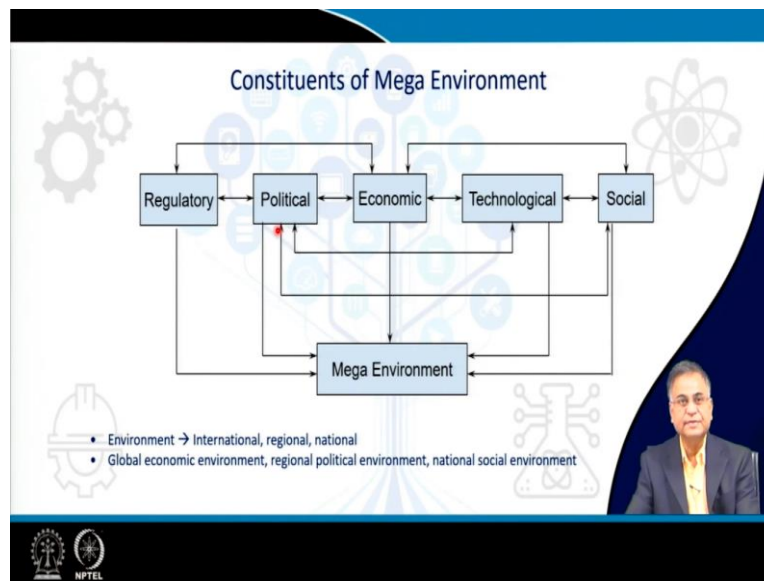 Constituents of Mega Environment
Regulatory
Political
Economic
Technological
Social
Mega Environment
• Environment → International, regional, national
• Global economic environment, regional political environment, national social environment
NPTEL